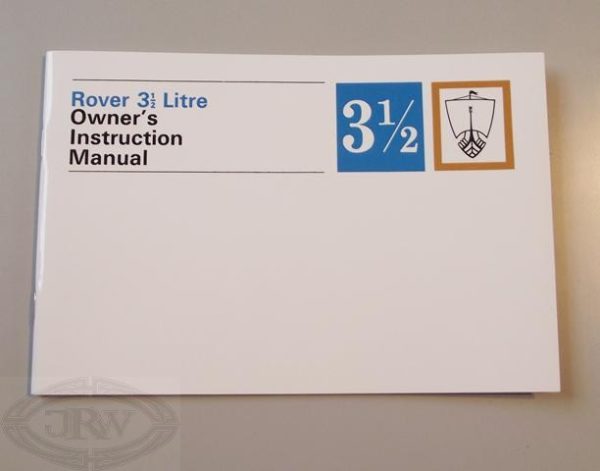 Rover 3½ Litre
Owner's
Instruction
Manual
3½
JRW